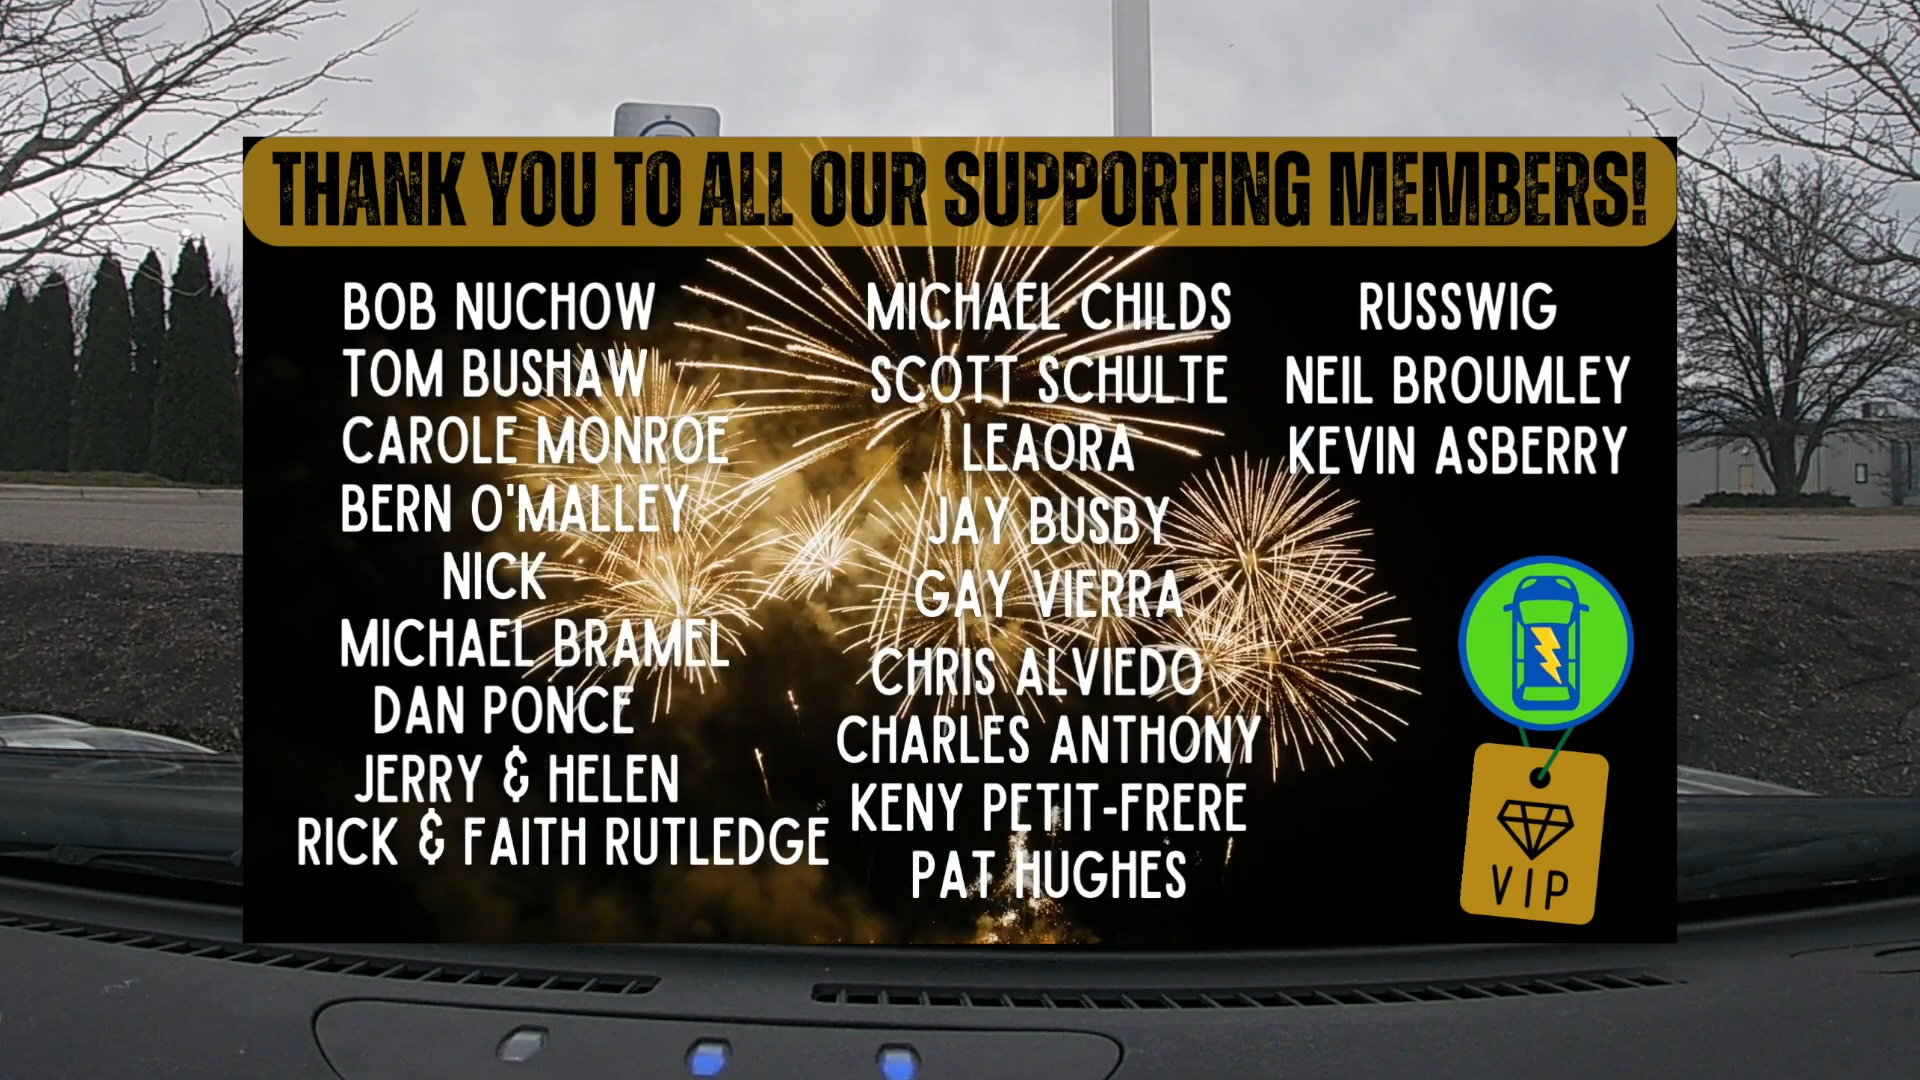 THANK YOU TO ALL OUR SUPPORTING MEMBERS!
BOB NUCHOW
TOM BUSHAW
CAROLE MONROE
BERN O'MALLEY
NICK
MICHAEL BRAMEL
DAN PONCE
JERRY & HELEN
RICK & FAITH RUTLEDGE
MICHAEL CHILDS
SCOTT SCHULTE
LEAORA
JAY BUSBY
GAY VIERRA
CHRIS ALVIEDO
CHARLES ANTHONY
KENY PETIT-FRERE
PAT HUGHES
RUSSWIG
NEIL BROUMLEY
KEVIN ASBERRY
VIP